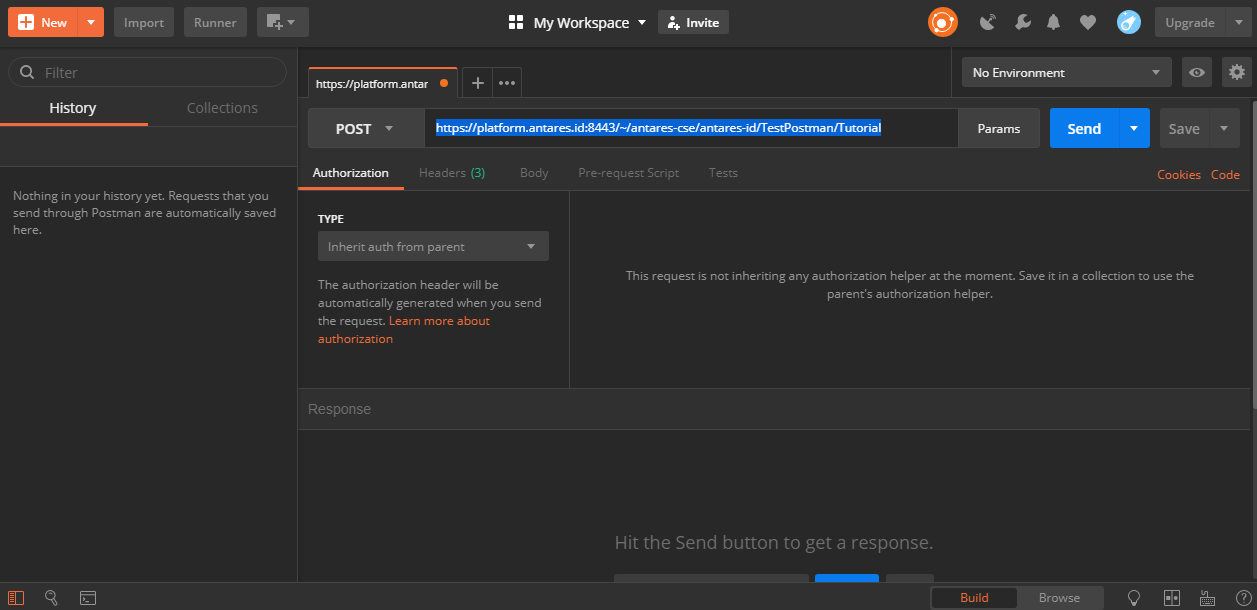 New
Import
Runner
My Workspace
Invite
Upgrade
Filter
History
Collections
Nothing in your history yet. Requests that you
send through Postman are automatically saved
here.
https://platform.antar
No Environment
POST
https://platform.antares.id:8443/~/antares-cse/antares-id/TestPostman/Tutorial
Params
Send
Save
Authorization
Headers (3)
Body
Pre-request Script
Tests
Cookies
Code
TYPE
Inherit auth from parent
The authorization header will be
automatically generated when you send
the request. Learn more about
authorization
This request is not inheriting any authorization helper at the moment. Save it in a collection to use the
parent's authorization helper.
Response
Hit the Send button to get a response.
Build
Browse